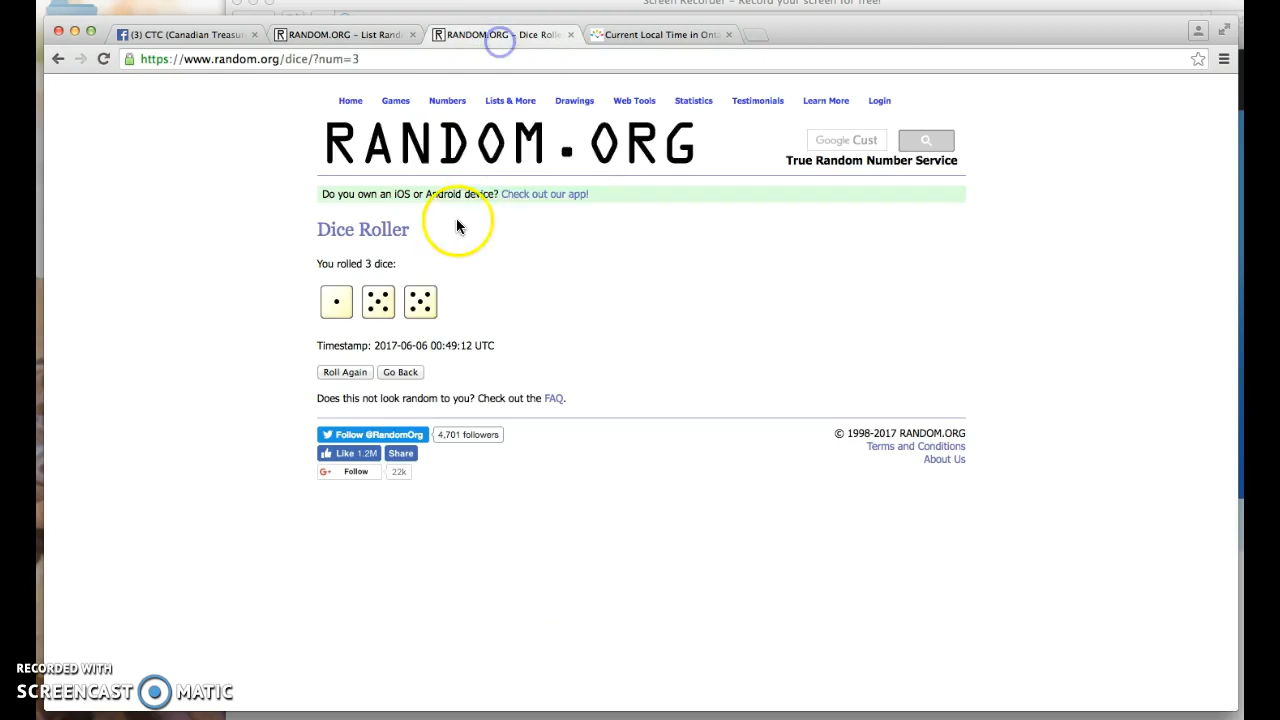 Screen Recorder - Record your screen for free!
(3) CTC (Canadian Treasur
RANDOM.ORG - List Rando
RANDOM.ORG - Dice Rolle
Current Local Time in Onta
https://www.random.org/dice/?num=3
Home Games Numbers Lists & More Drawings Web Tools Statistics Testimonials Learn More Login
RANDOM.ORG
Google Cust
True Random Number Service
Do you own an iOS or Android device? Check out our app!
Dice Roller
You rolled 3 dice:
Timestamp: 2017-06-06 00:49:12 UTC
Roll Again Go Back
Does this not look random to you? Check out the FAQ.
Follow @RandomOrg 4,701 followers
Like 1.2M Share
G+ Follow 22k
© 1998-2017 RANDOM.ORG
Terms and Conditions
About Us
RECORDED WITH
SCREENCAST MATIC